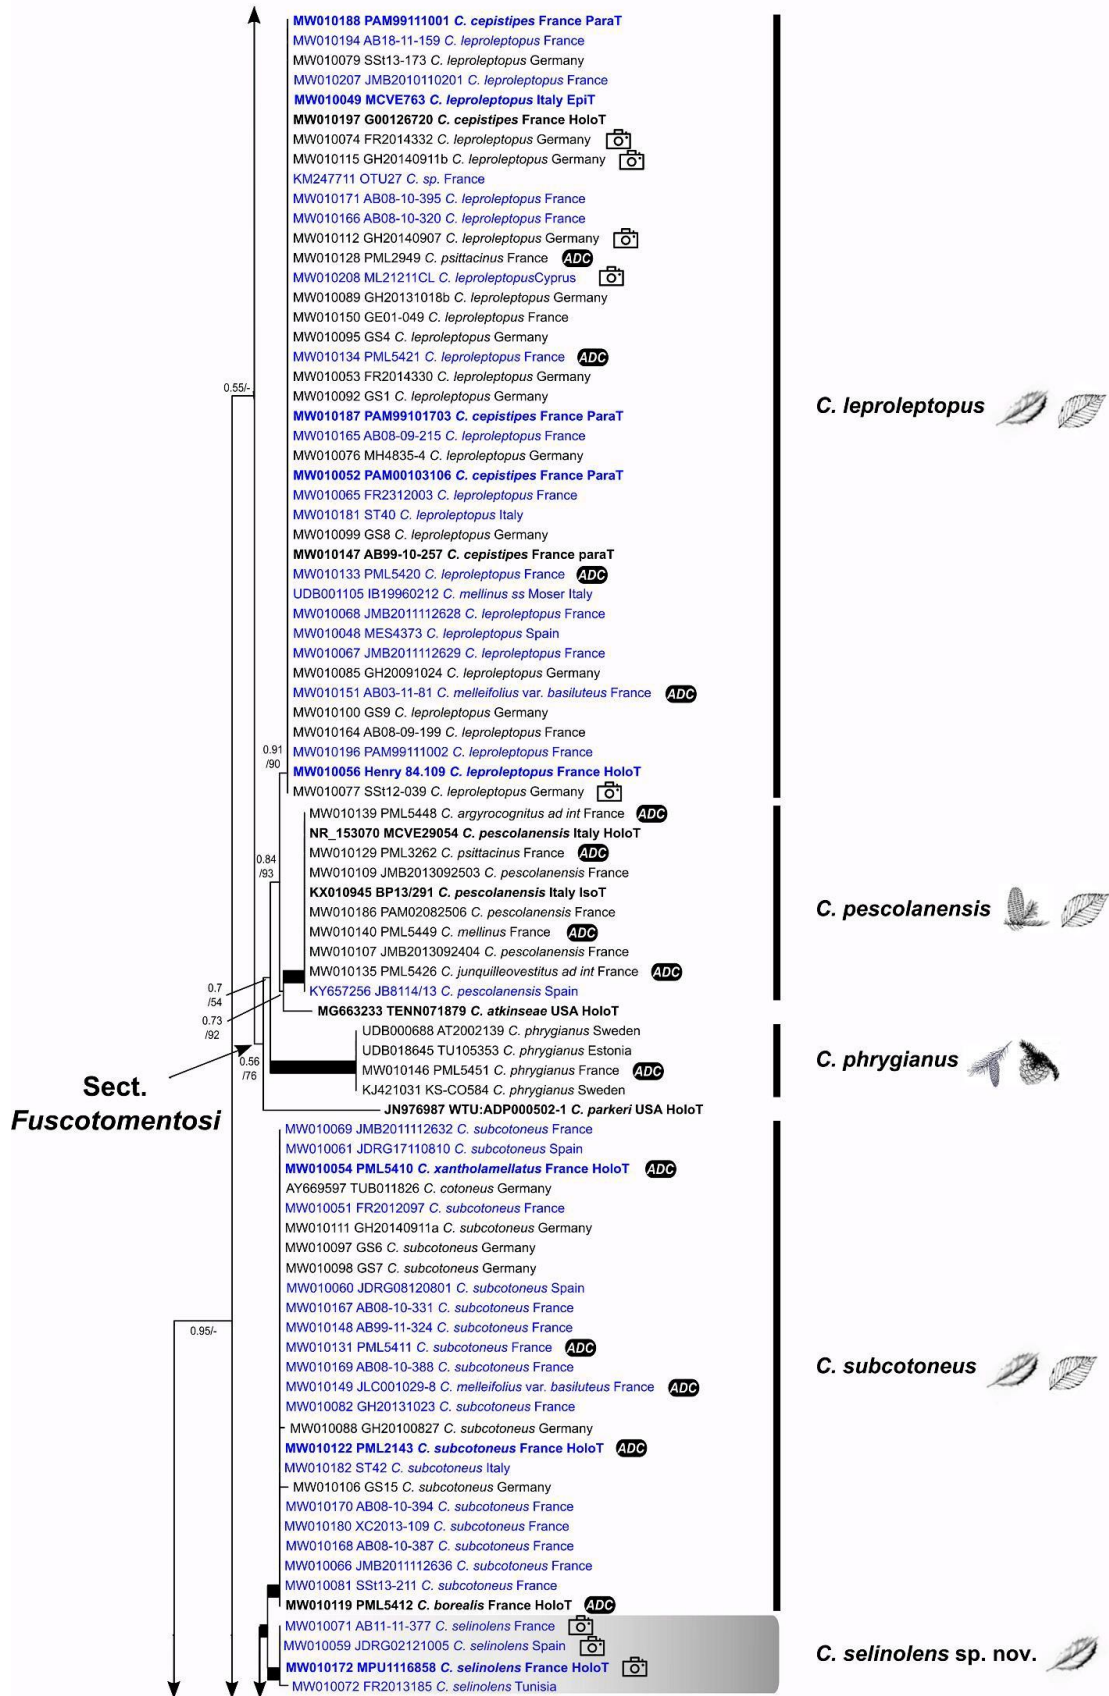 MW010188 PAM99111001 C. cepistipes France ParaT
MW010194 AB18-11-159 C. leproleptopus France
MW010079 SSt13-173 C. leproleptopus Germany
MW010207 JMB2010110201 C. leproleptopus France
MW010049 MCVE763 C. leproleptopus Italy EpiT
MW010197 G00126720 C. cepistipes France HoloT
MW010074 FR2014332 C. leproleptopus Germany
MW010115 GH20140911b C. leproleptopus Germany
KM247711 OTU27 C. sp. France
MW010171 AB08-10-395 C. leproleptopus France
MW010166 AB08-10-320 C. leproleptopus France
MW010112 GH20140907 C. leproleptopus Germany
MW010128 PML2949 C. psittacinus France ADC
MW010208 ML21211CL C. leproleptopusCyprus
MW010089 GH20131018b C. leproleptopus Germany
MW010150 GE01-049 C. leproleptopus France
MW010095 GS4 C. leproleptopus Germany
MW010134 PML5421 C. leproleptopus France ADC
MW010053 FR2014330 C. leproleptopus Germany
0.55/-
MW010092 GS1 C. leproleptopus Germany
C. leproleptopus
MW010187 PAM99101703 C. cepistipes France ParaT
MW010165 AB08-09-215 C. leproleptopus France
MW010076 MH4835-4 C. leproleptopus Germany
MW010052 PAM00103106 C. cepistipes France ParaT
MW010065 FR2312003 C. leproleptopus France
MW010181 ST40 C. leproleptopus Italy
MW010099 GS8 C. leproleptopus Germany
MW010147 AB99-10-257 C. cepistipes France paraT
MW010133 PML5420 C. leproleptopus France ADC
UDB001105 IB19960212 C. mellinus ss Moser Italy
MW010068 JMB2011112628 C. leproleptopus France
MW010048 MES4373 C. leproleptopus Spain
MW010067 JMB2011112629 C. leproleptopus France
MW010085 GH20091024 C. leproleptopus Germany
MW010151 AB03-11-81 C. melleifolius var. basiluteus France ADC
MW010100 GS9 C. leproleptopus Germany
MW010164 AB08-09-199 C. leproleptopus France
MW010196 PAM99111002 C. leproleptopus France
0.91
/90
MW010056 Henry 84.109 C. leproleptopus France HoloT
MW010077 SSt12-039 C. leproleptopus Germany
MW010139 PML5448 C. argyrocognitus ad int France ADC
NR_153070 MCVE29054 C. pescolanensis Italy HoloT
MW010129 PML3262 C. psittacinus France ADC
0.84
/93
MW010109 JMB2013092503 C. pescolanensis France
KX010945 BP13/291 C. pescolanensis Italy IsoT
MW010186 PAM02082506 C. pescolanensis France
C. pescolanensis
MW010140 PML5449 C. mellinus France ADC
MW010107 JMB2013092404 C. pescolanensis France
MW010135 PML5426 C. junquilleovestitus ad int France ADC
KY657256 JB8114/13 C. pescolanensis Spain
0.7
/54
MG663233 TENN071879 C. atkinseae USA HoloT
0.73
/92
UDB000688 AT2002139 C. phrygianus Sweden
UDB018645 TU105353 C. phrygianus Estonia
C. phrygianus
0.56
/76
MW010146 PML5451 C. phrygianus France ADC
KJ421031 KS-CO584 C. phrygianus Sweden
Sect.
Fuscotomentosi
JN976987 WTU:ADP000502-1 C. parkeri USA HoloT
MW010069 JMB2011112632 C. subcotoneus France
MW010061 JDRG17110810 C. subcotoneus Spain
MW010054 PML5410 C. xantholamellatus France HoloT ADC
AY669597 TUB011826 C. cotoneus Germany
MW010051 FR2012097 C. subcotoneus France
MW010111 GH20140911a C. subcotoneus Germany
MW010097 GS6 C. subcotoneus Germany
MW010098 GS7 C. subcotoneus Germany
MW010060 JDRG08120801 C. subcotoneus Spain
MW010167 AB08-10-331 C. subcotoneus France
0.95/-
MW010148 AB99-11-324 C. subcotoneus France
MW010131 PML5411 C. subcotoneus France ADC
MW010169 AB08-10-388 C. subcotoneus France
C. subcotoneus
MW010149 JLC001029-8 C. melleifolius var. basiluteus France ADC
MW010082 GH20131023 C. subcotoneus France
MW010088 GH20100827 C. subcotoneus Germany
MW010122 PML2143 C. subcotoneus France HoloT ADC
MW010182 ST42 C. subcotoneus Italy
MW010106 GS15 C. subcotoneus Germany
MW010170 AB08-10-394 C. subcotoneus France
MW010180 XC2013-109 C. subcotoneus France
MW010168 AB08-10-387 C. subcotoneus France
MW010066 JMB2011112636 C. subcotoneus France
MW010081 SSt13-211 C. subcotoneus France
MW010119 PML5412 C. borealis France HoloT ADC
MW010071 AB11-11-377 C. selinolens France
MW010059 JDRG02121005 C. selinolens Spain
C. selinolens sp. nov.
MW010172 MPU1116858 C. selinolens France HoloT
MW010072 FR2013185 C. selinolens Tunisia